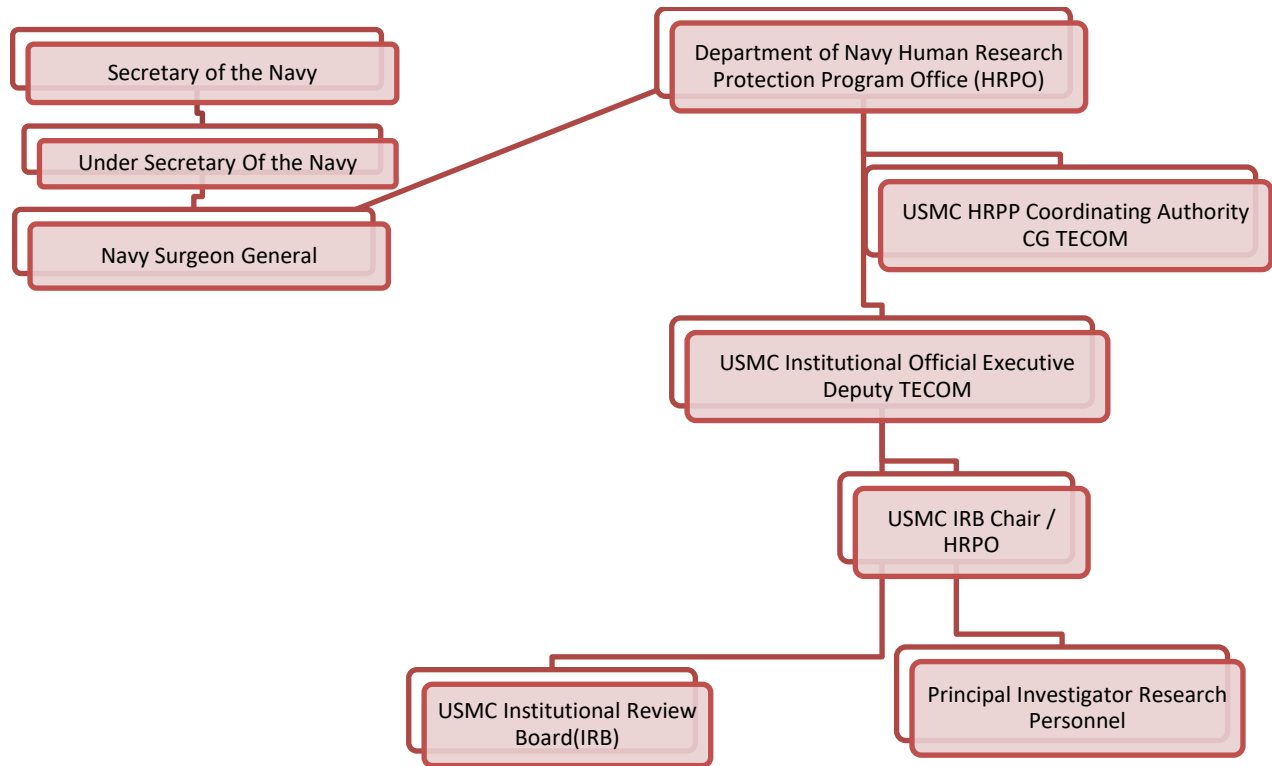 Secretary of the Navy
Under Secretary Of the Navy
Navy Surgeon General
Department of Navy Human Research
Protection Program Office (HRPO)
USMC HRPP Coordinating Authority
CG TECOM
USMC Institutional Official Executive
Deputy TECOM
USMC IRB Chair /
HRPO
USMC Institutional Review
Board(IRB)
Principal Investigator Research
Personnel